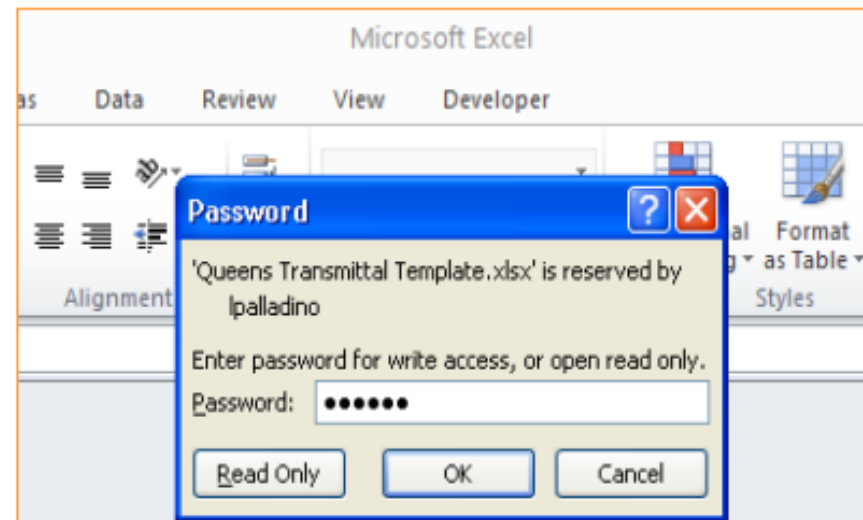 Microsoft Excel
as Data Review View Developer
Password
al Format
as Table
Alignment
Styles
'Queens Transmittal Template.xlsx' is reserved by
lpalladino
Enter password for write access, or open read only.
Password: ••••••
Read Only OK Cancel